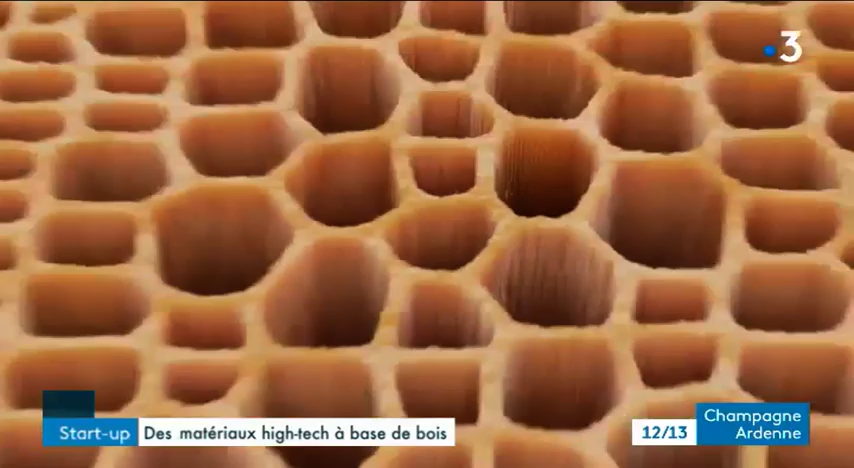 3
Start-up Des matériaux high-tech à base de bois
12/13 Champagne
Ardenne